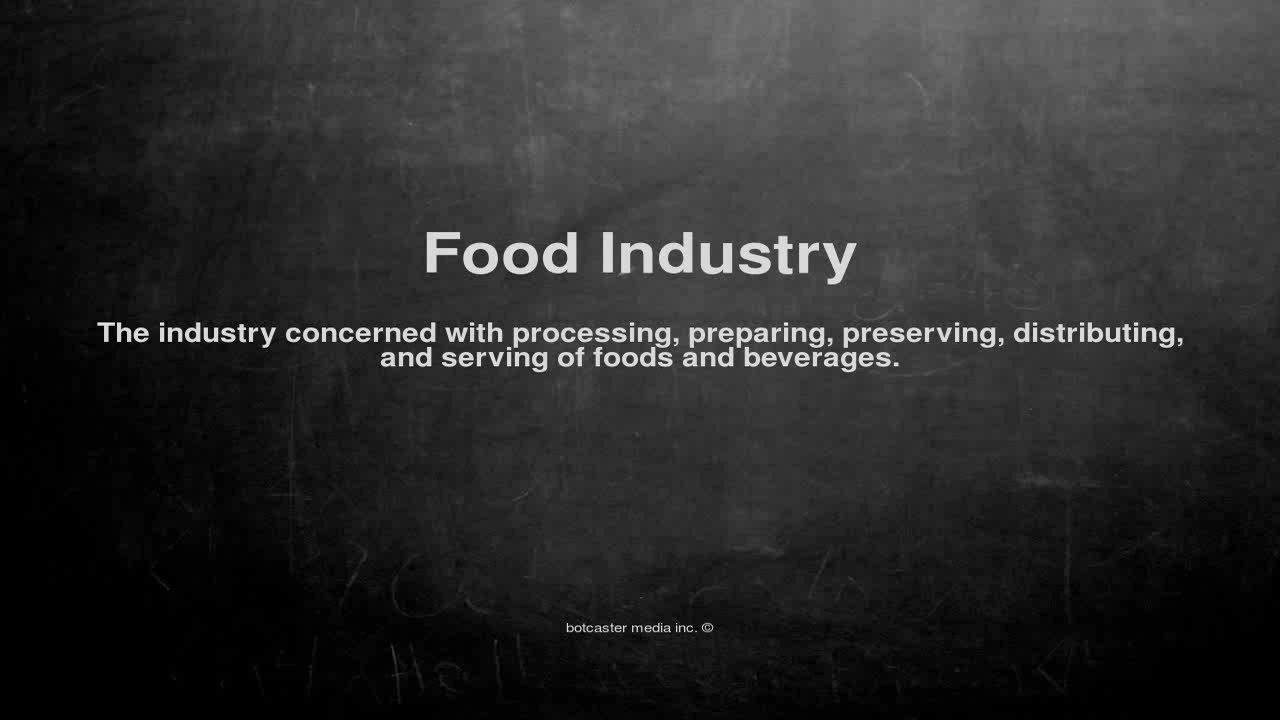 Food Industry
The industry concerned with processing, preparing, preserving, distributing,
and serving of foods and beverages.
botcaster media inc. ©